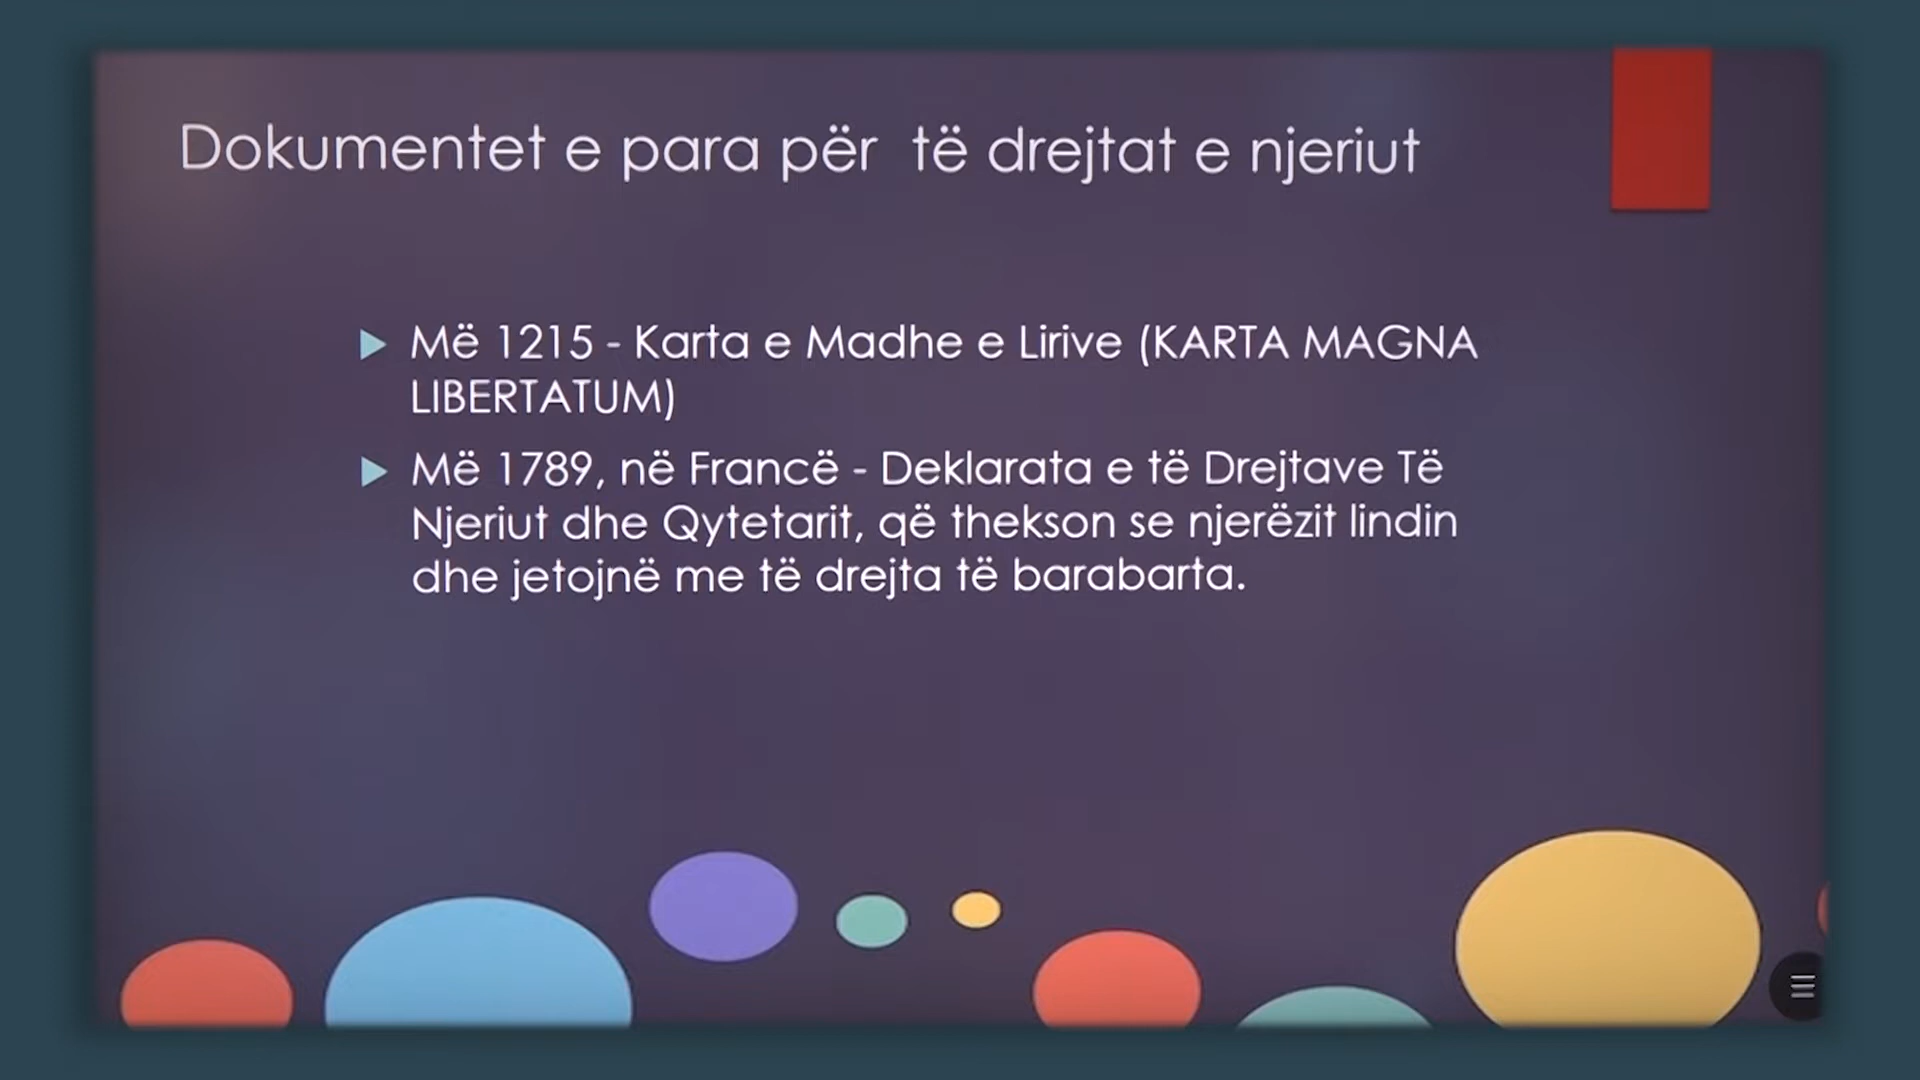 Dokumentet e para për të drejtat e njeriut
Më 1215 - Karta e Madhe e Lirive (KARTA MAGNA
LIBERTATUM)
Më 1789, në Francë - Deklarata e të Drejtave Të
Njeriut dhe Qytetarit, që thekson se njerëzit lindin
dhe jetojnë me të drejta të barabarta.